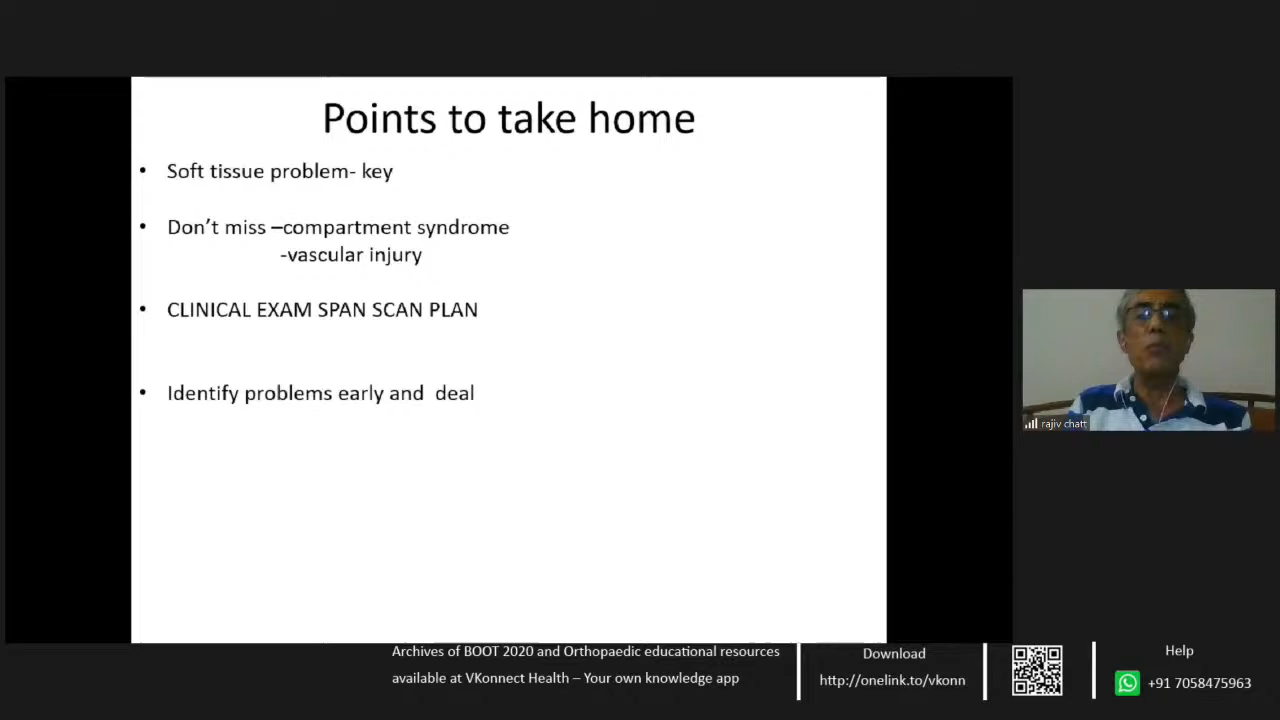 Points to take home
• Soft tissue problem- key
• Don’t miss –compartment syndrome
-vascular injury
• CLINICAL EXAM SPAN SCAN PLAN
• Identify problems early and  deal
rajiv chatt
Archives of BOOT 2020 and Orthopaedic educational resources
available at VKonnect Health – Your own knowledge app
Download
http://onelink.to/vkonn
Help
+91 7058475963